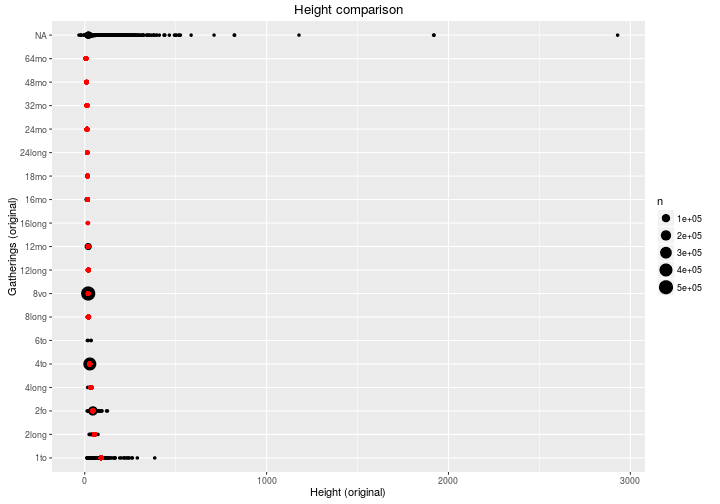 Height comparison
Gatherings (original)
NA
64mo
48mo
32mo
24mo
24long
18mo
16mo
16long
12mo
12long
8vo
8long
6to
4to
4long
2fo
2long
1to
0
1000
2000
3000
Height (original)
n
1e+05
2e+05
3e+05
4e+05
5e+05